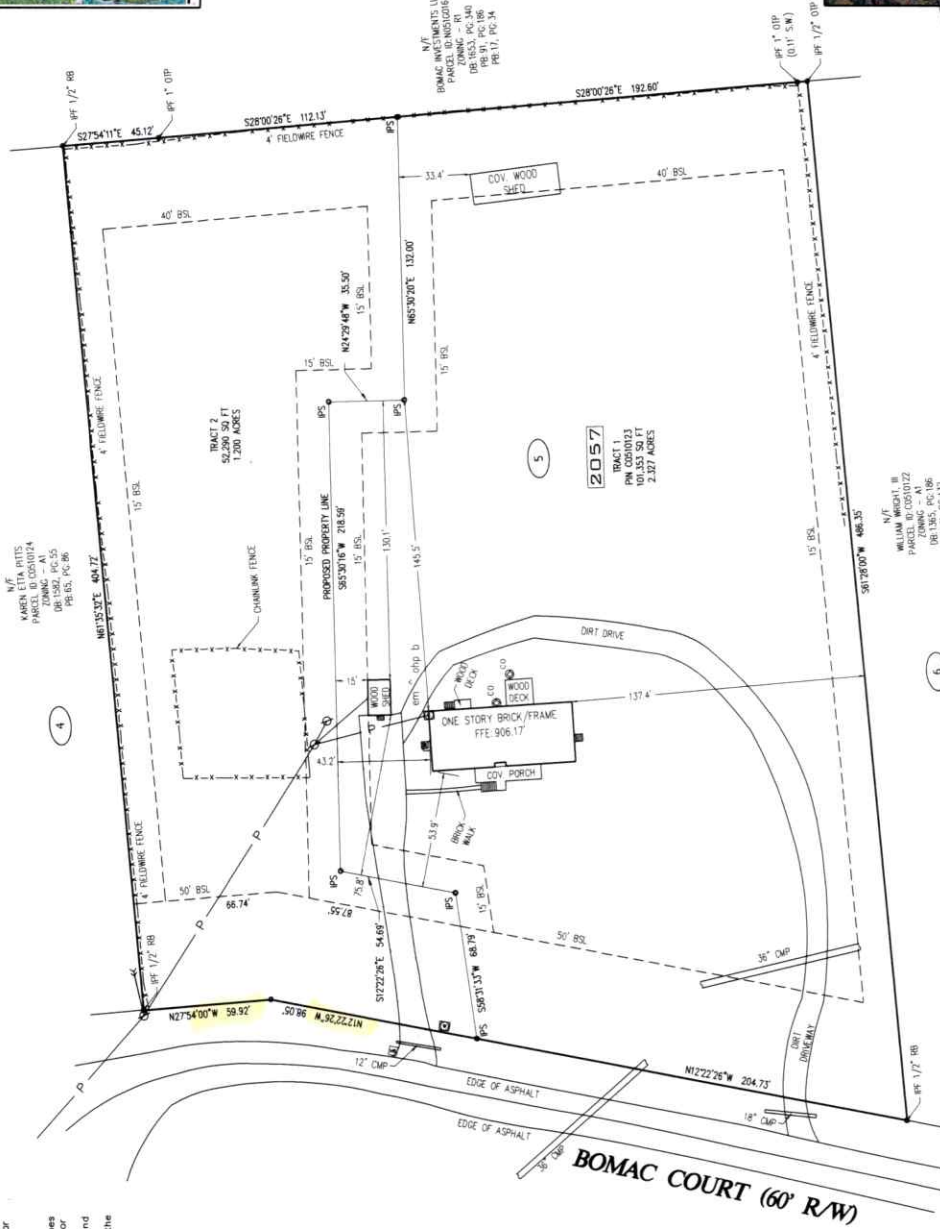 N/F
BOMAC INVESTMENTS
ZONING - R1
DB:1653, PG:340
PB:91, PG:186
PB:17, PG:34
IPF 1/2" RB
IPF 1" OTP
S27°54'11"E 45.12'
S28°00'26"E 112.13'
4' FIELDWIRE FENCE
IPS
S28°00'26"E 192.60'
IPF 1" OTP
(0.11' S.W.)
IPF 1/2" OTP
40' BSL
33.4'
COV. WOOD
SHED
40' BSL
N65°30'20"E 132.00'
N24°29'48"W 35.50'
15' BSL
15' BSL
15' BSL
IPS
IPS
N/F
KAREN ETTA PITTS
PARCEL ID:C0510124
ZONING - A1
DB:1582, PG:55
PB:65, PG:86
4
N61°35'32"E 404.72'
4' FIELDWIRE FENCE
15' BSL
TRACT 2
52,290 SQ FT
1.200 ACRES
CHAINLINK FENCE
15' BSL
PROPOSED PROPERTY LINE
S65°30'16"W 218.59'
15' BSL
130.1'
145.5'
5
2057
TRACT 1
PIN C0510123
101,353 SQ FT
2.327 ACRES
4' FIELDWIRE FENCE
15' BSL
S61°28'00"W 486.35'
N/F
WILLIAM WRIGHT, III
PARCEL ID:C0510122
ZONING - A1
DB:1365, PG:186
6
DIRT DRIVE
15'
WOOD
SHED
em c ohp b
WOOD
DECK
CO
CO
WOOD
DECK
ONE STORY BRICK/FRAME
FFE:906.17'
COV. PORCH
137.4'
43.2'
53.9'
BRICK
WALK
P
P
P
4' FIELDWIRE FENCE
50' BSL
66.74'
87.55'
IPS
75.8'
IPS
15' BSL
50' BSL
S12°22'26"E 54.69'
S58°31'33"W 68.79'
IPS
IPF 1/2" RB
N27°54'00"W 59.92'
N12°22'26"W 98.05'
12" CMP
36" CMP
DIRT
DRIVEWAY
N12°22'26"W 204.73'
18" CMP
IPF 1/2" RB
EDGE OF ASPHALT
EDGE OF ASPHALT
36" CMP
BOMAC COURT (60' R/W)
or
or
nd
the